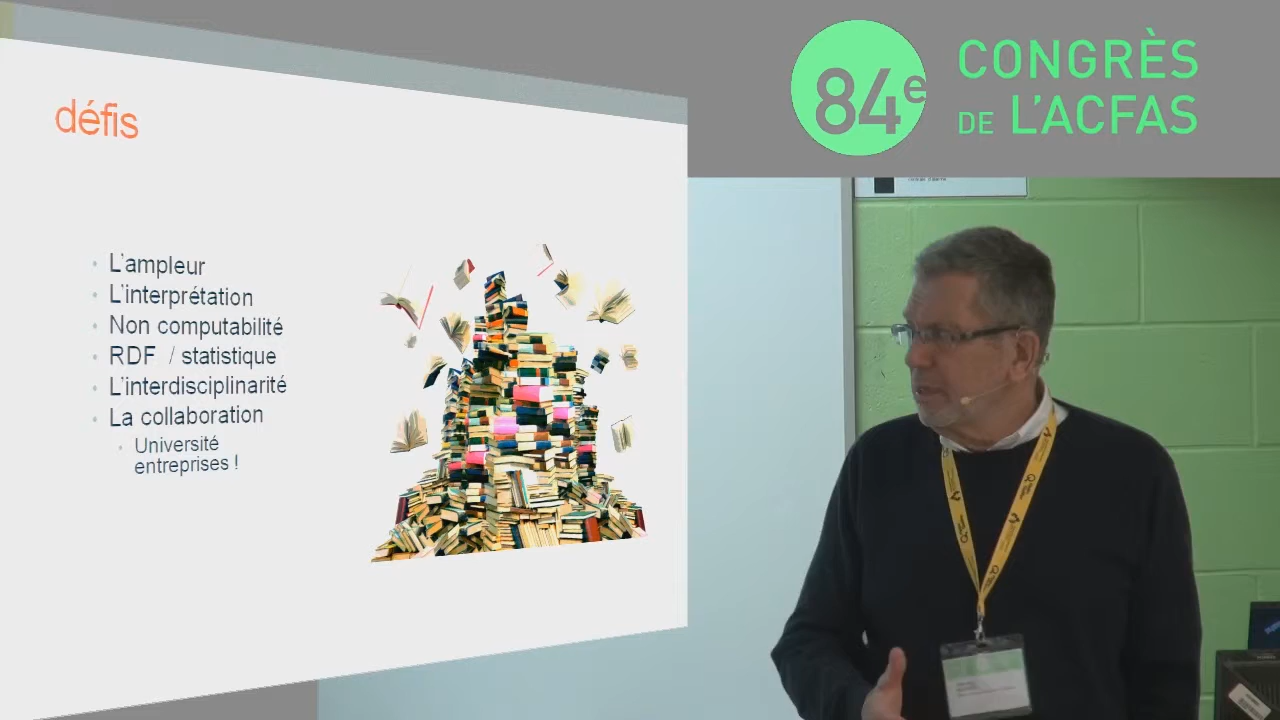 défis
L'ampleur
L'interprétation
Non computabilité
RDF / statistique
L'interdisciplinarité
La collaboration
Université
entreprises !
84e
CONGRÈS
DE L'ACFAS